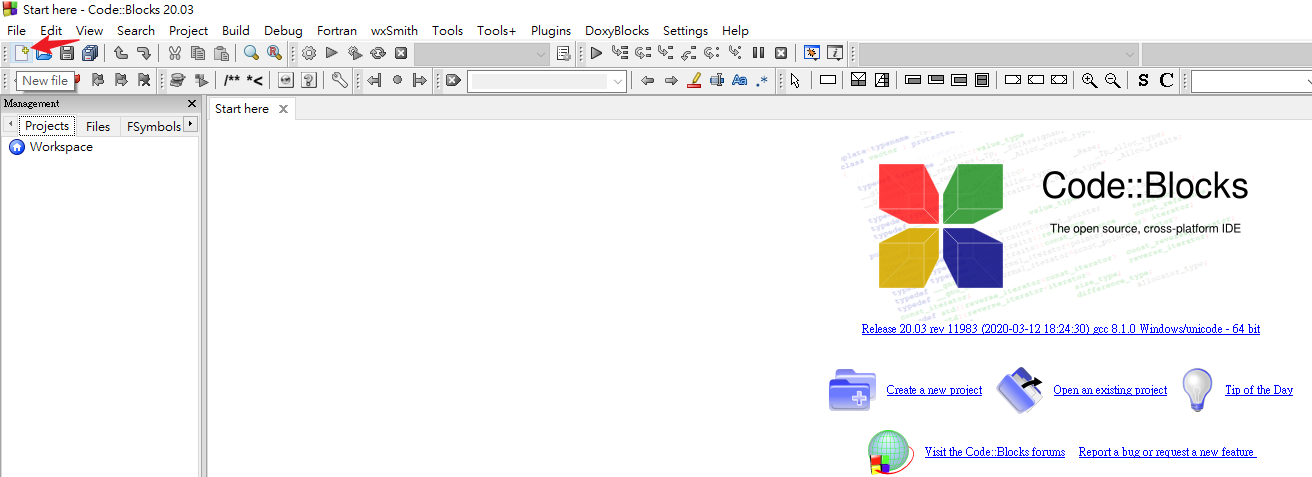 Start here - Code::Blocks 20.03
File Edit View Search Project Build Debug Fortran wxSmith Tools Tools+ Plugins DoxyBlocks Settings Help
New file
/** *<
Aa .*
S C
Management
Projects Files FSymbols
Start here
Workspace
Code::Blocks
The open source, cross-platform IDE
Release 20.03 rev 11983 (2020-03-12 18:24:30) gcc 8.1.0 Windows/unicode - 64 bit
Create a new project Open an existing project Tip of the Day
Visit the Code::Blocks forums Report a bug or request a new feature